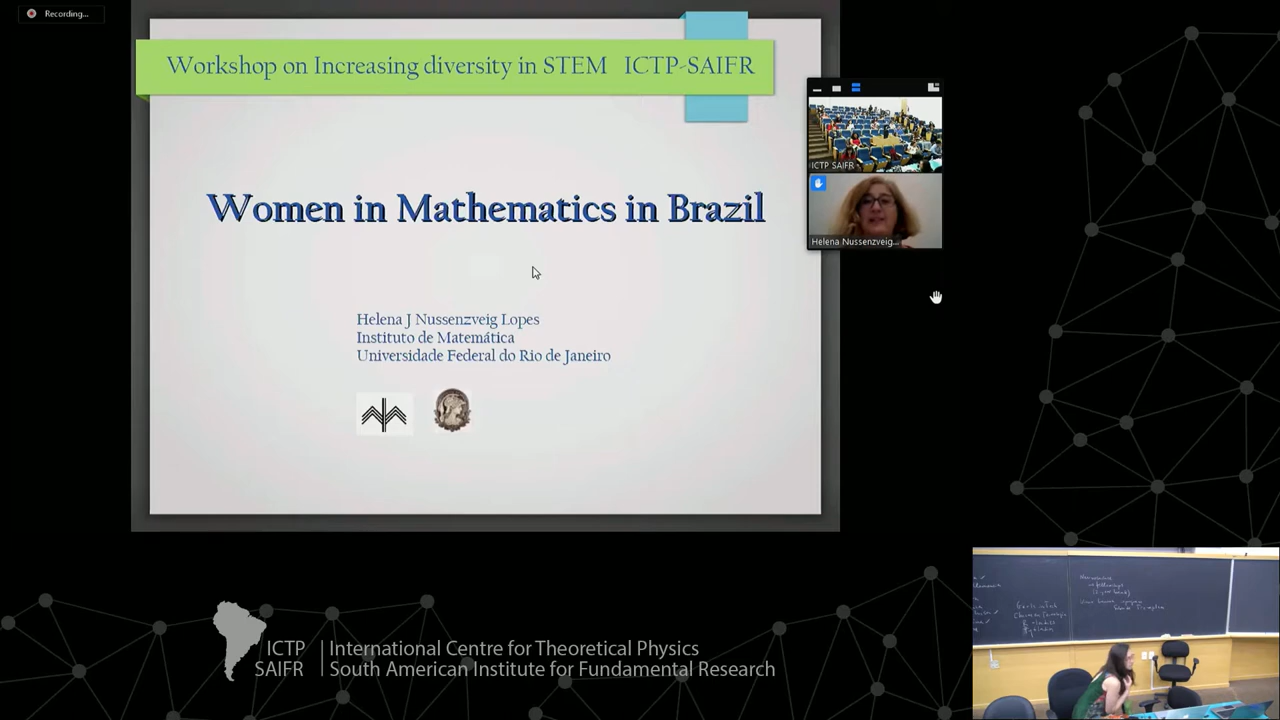 Recording...
Workshop on Increasing diversity in STEM ICTP-SAIFR
Women in Mathematics in Brazil
ICTP SAIFR
Helena Nussenzveig...
Helena J Nussenzveig Lopes
Instituto de Matemática
Universidade Federal do Rio de Janeiro
ICTP
SAIFR
International Centre for Theoretical Physics
South American Institute for Fundamental Research